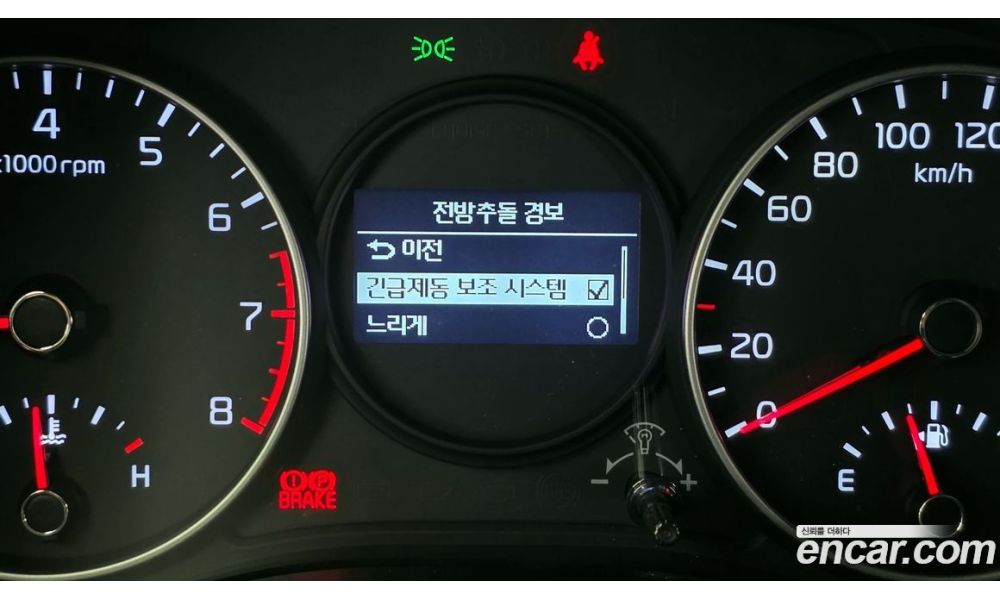 4
5
x1000 rpm
6
7
8
H
BRAKE
전방추돌 경보
이전
긴급제동 보조 시스템
느리게
- +
100 120
80
km/h
60
40
20
0
E
신뢰를 더하다
encar.com